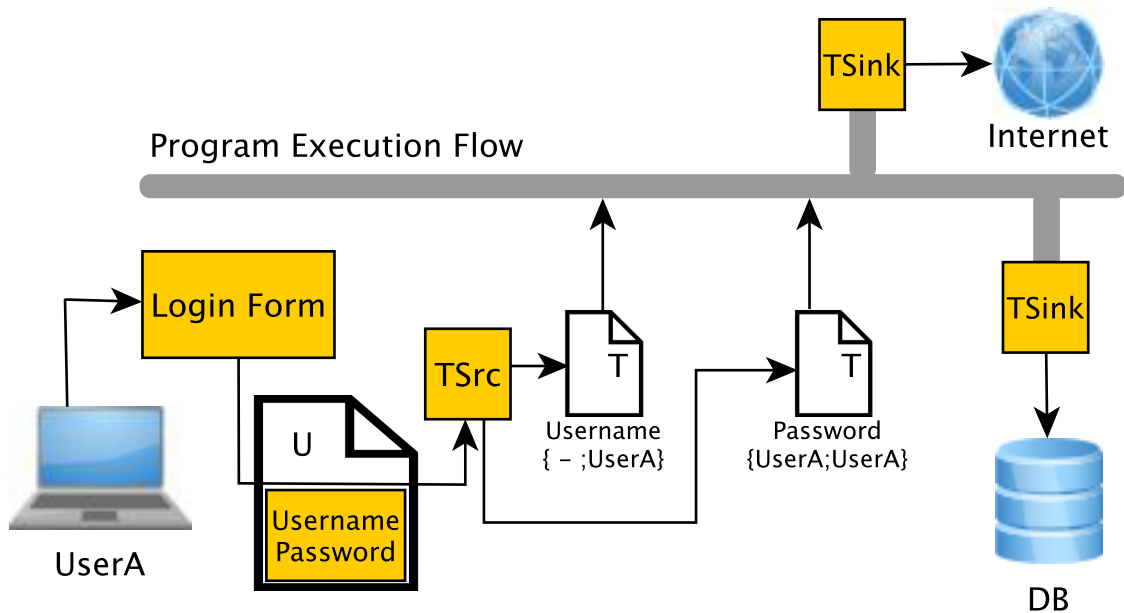 TSink
Internet
Program Execution Flow
Login Form
TSink
TSrc
T
T
U
Username
{ - ;UserA}
Password
{UserA;UserA}
Username
Password
UserA
DB